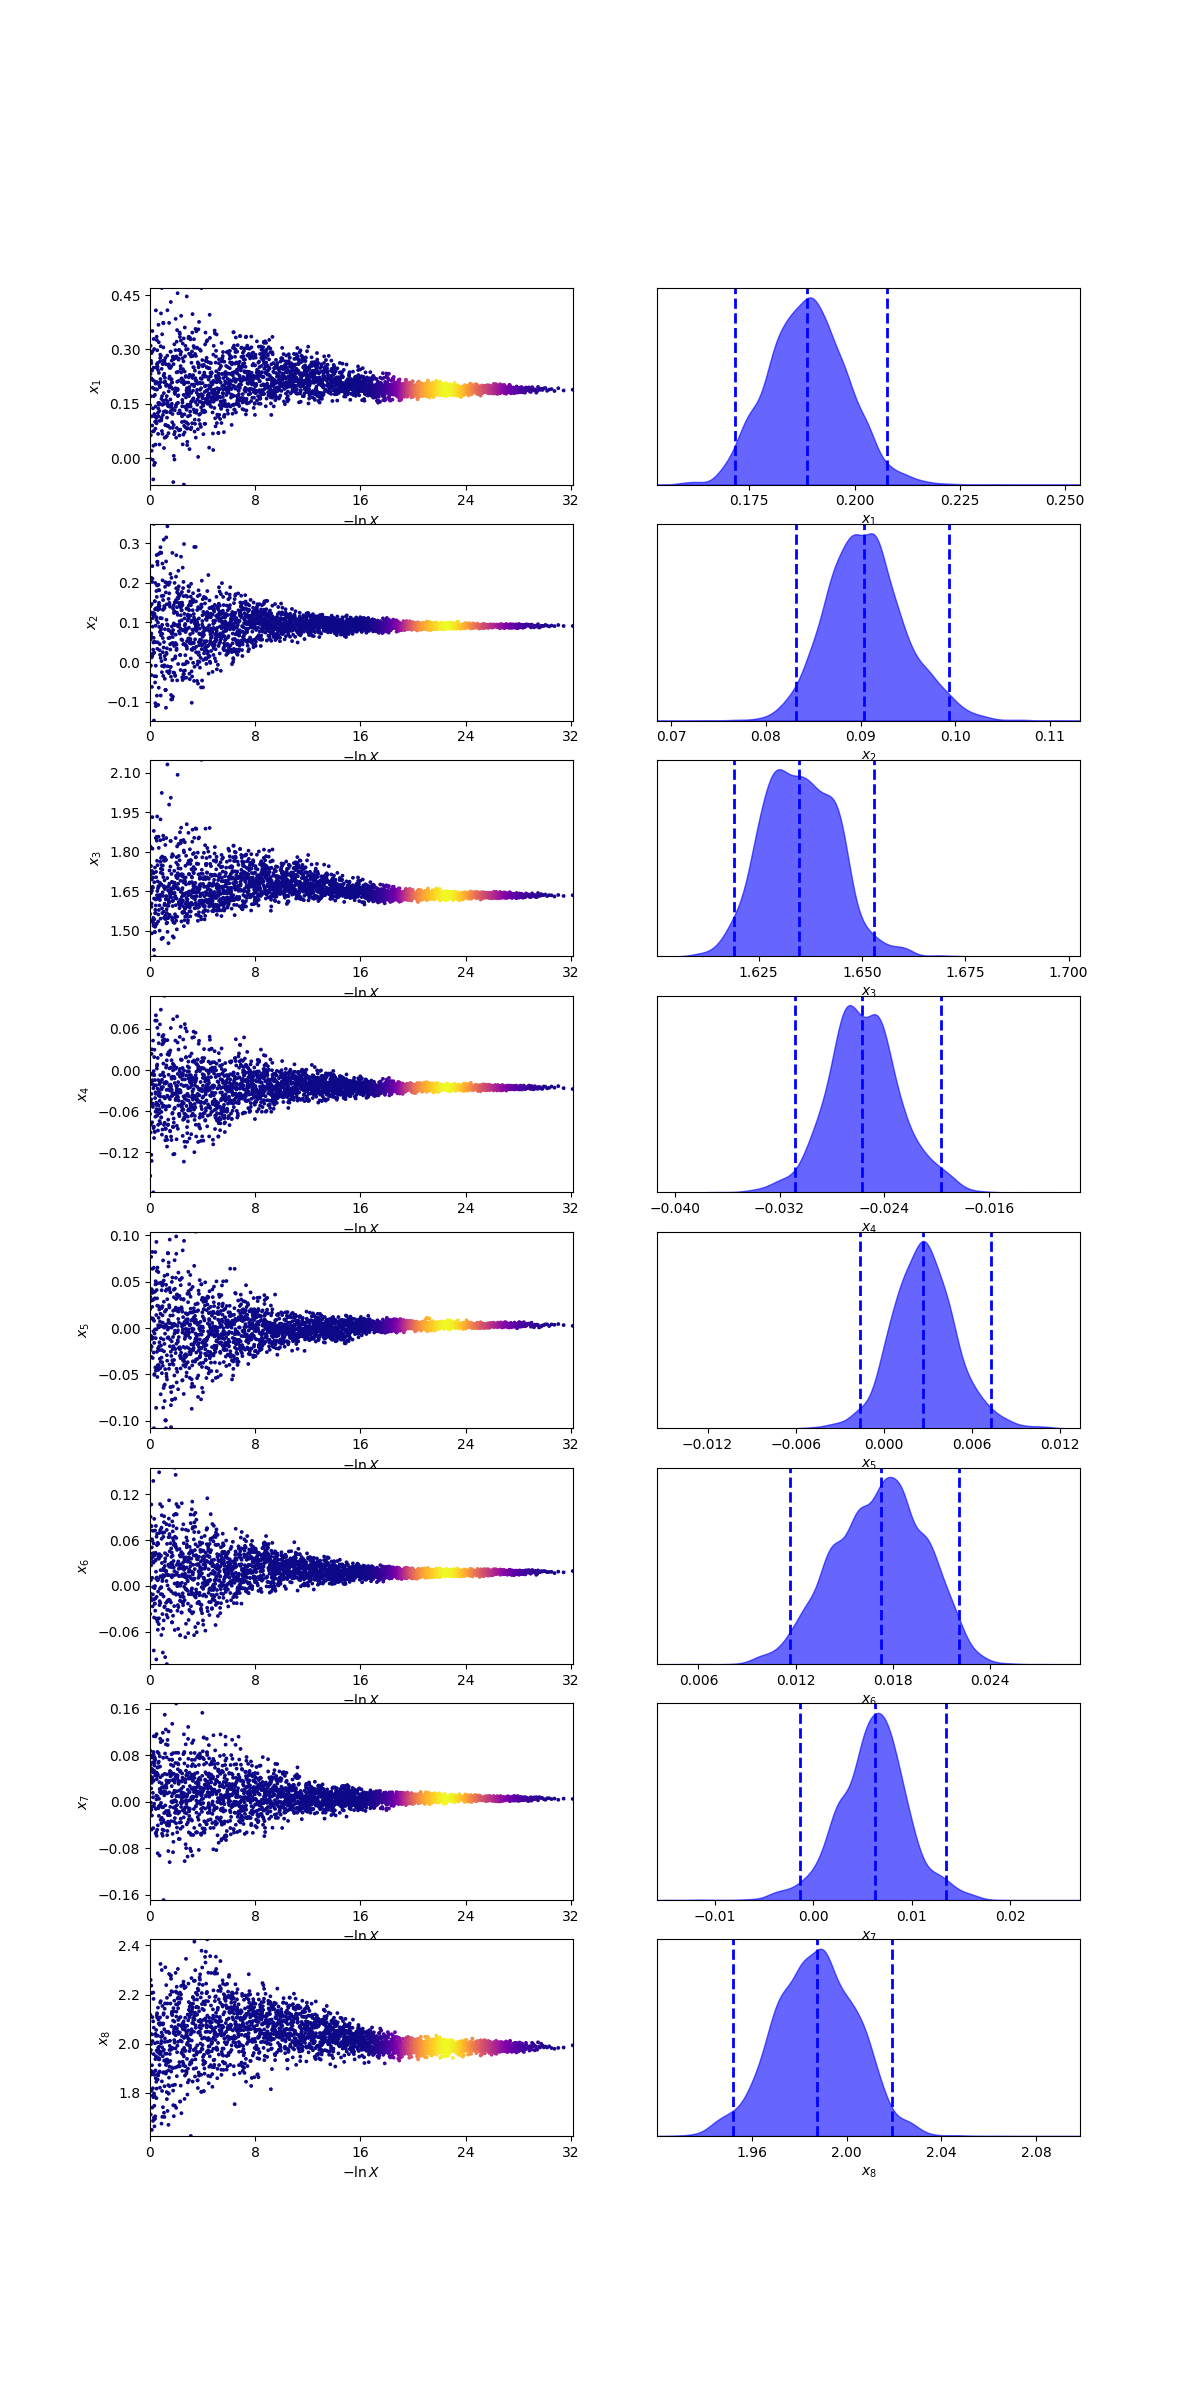 0.45
0.30
0.15
0.00
x₁
0 8 16 24 32
−ln X
0.175 0.200 0.225 0.250
x₁
0.3
0.2
0.1
0.0
−0.1
x₂
0 8 16 24 32
−ln X
0.07 0.08 0.09 0.10 0.11
x₂
2.10
1.95
1.80
1.65
1.50
x₃
0 8 16 24 32
−ln X
1.625 1.650 1.675 1.700
x₃
0.06
0.00
−0.06
−0.12
x₄
0 8 16 24 32
−ln X
−0.040 −0.032 −0.024 −0.016
x₄
0.10
0.05
0.00
−0.05
−0.10
x₅
0 8 16 24 32
−ln X
−0.012 −0.006 0.000 0.006 0.012
x₅
0.12
0.06
0.00
−0.06
x₆
0 8 16 24 32
−ln X
0.006 0.012 0.018 0.024
x₆
0.16
0.08
0.00
−0.08
−0.16
x₇
0 8 16 24 32
−ln X
−0.01 0.00 0.01 0.02
x₇
2.4
2.2
2.0
1.8
x₈
0 8 16 24 32
−ln X
1.96 2.00 2.04 2.08
x₈